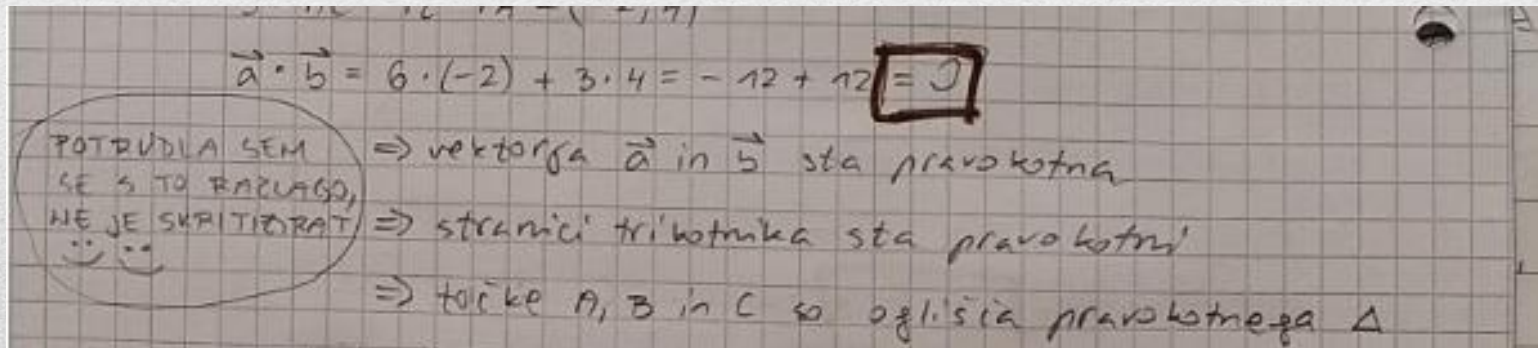 a⃗ · b⃗ = 6 · (-2) + 3 · 4 = - 12 + 12 = 0
POTRUDILA SEM
SE S TO RAZLAGO,
NE JE SKRITIZIRAT
⇒ vektorja a⃗ in b⃗ sta pravokotna
⇒ stranici trikotnika sta pravokotni
⇒ točke A, B in C so oglišča pravokotnega Δ